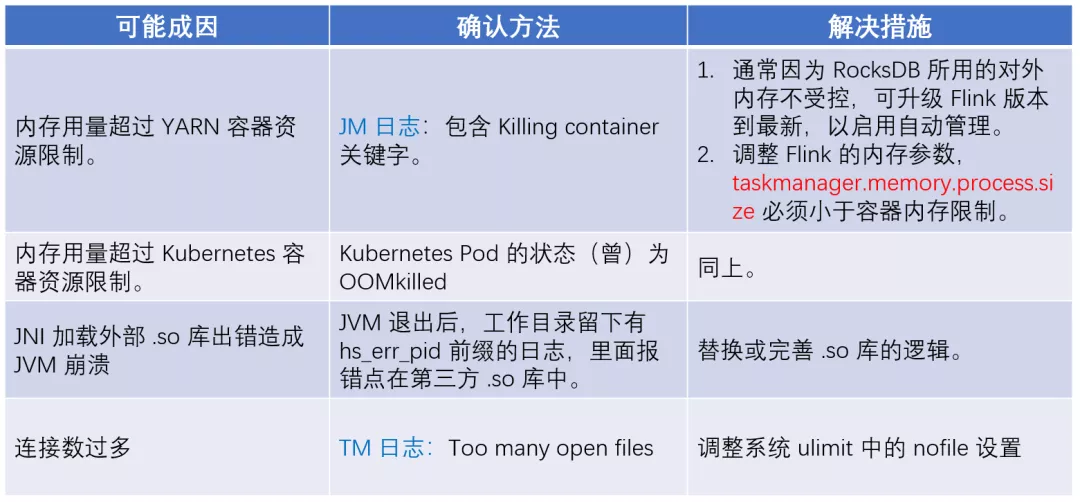 可能成因
确认方法
解决措施
内存用量超过 YARN 容器资
源限制。
JM 日志：包含 Killing container
关键字。
1. 通常因为 RocksDB 所用的对外
内存不受控，可升级 Flink 版本
到最新，以启用自动管理。
2. 调整 Flink 的内存参数，
taskmanager.memory.process.si
ze 必须小于容器内存限制。
内存用量超过 Kubernetes 容
器资源限制。
Kubernetes Pod 的状态（曾）为
OOMkilled
同上。
JNI 加载外部 .so 库出错造成
JVM 崩溃
JVM 退出后，工作目录留下有
hs_err_pid 前缀的日志，里面报
错点在第三方 .so 库中。
替换或完善 .so 库的逻辑。
连接数过多
TM 日志：Too many open files
调整系统 ulimit 中的 nofile 设置